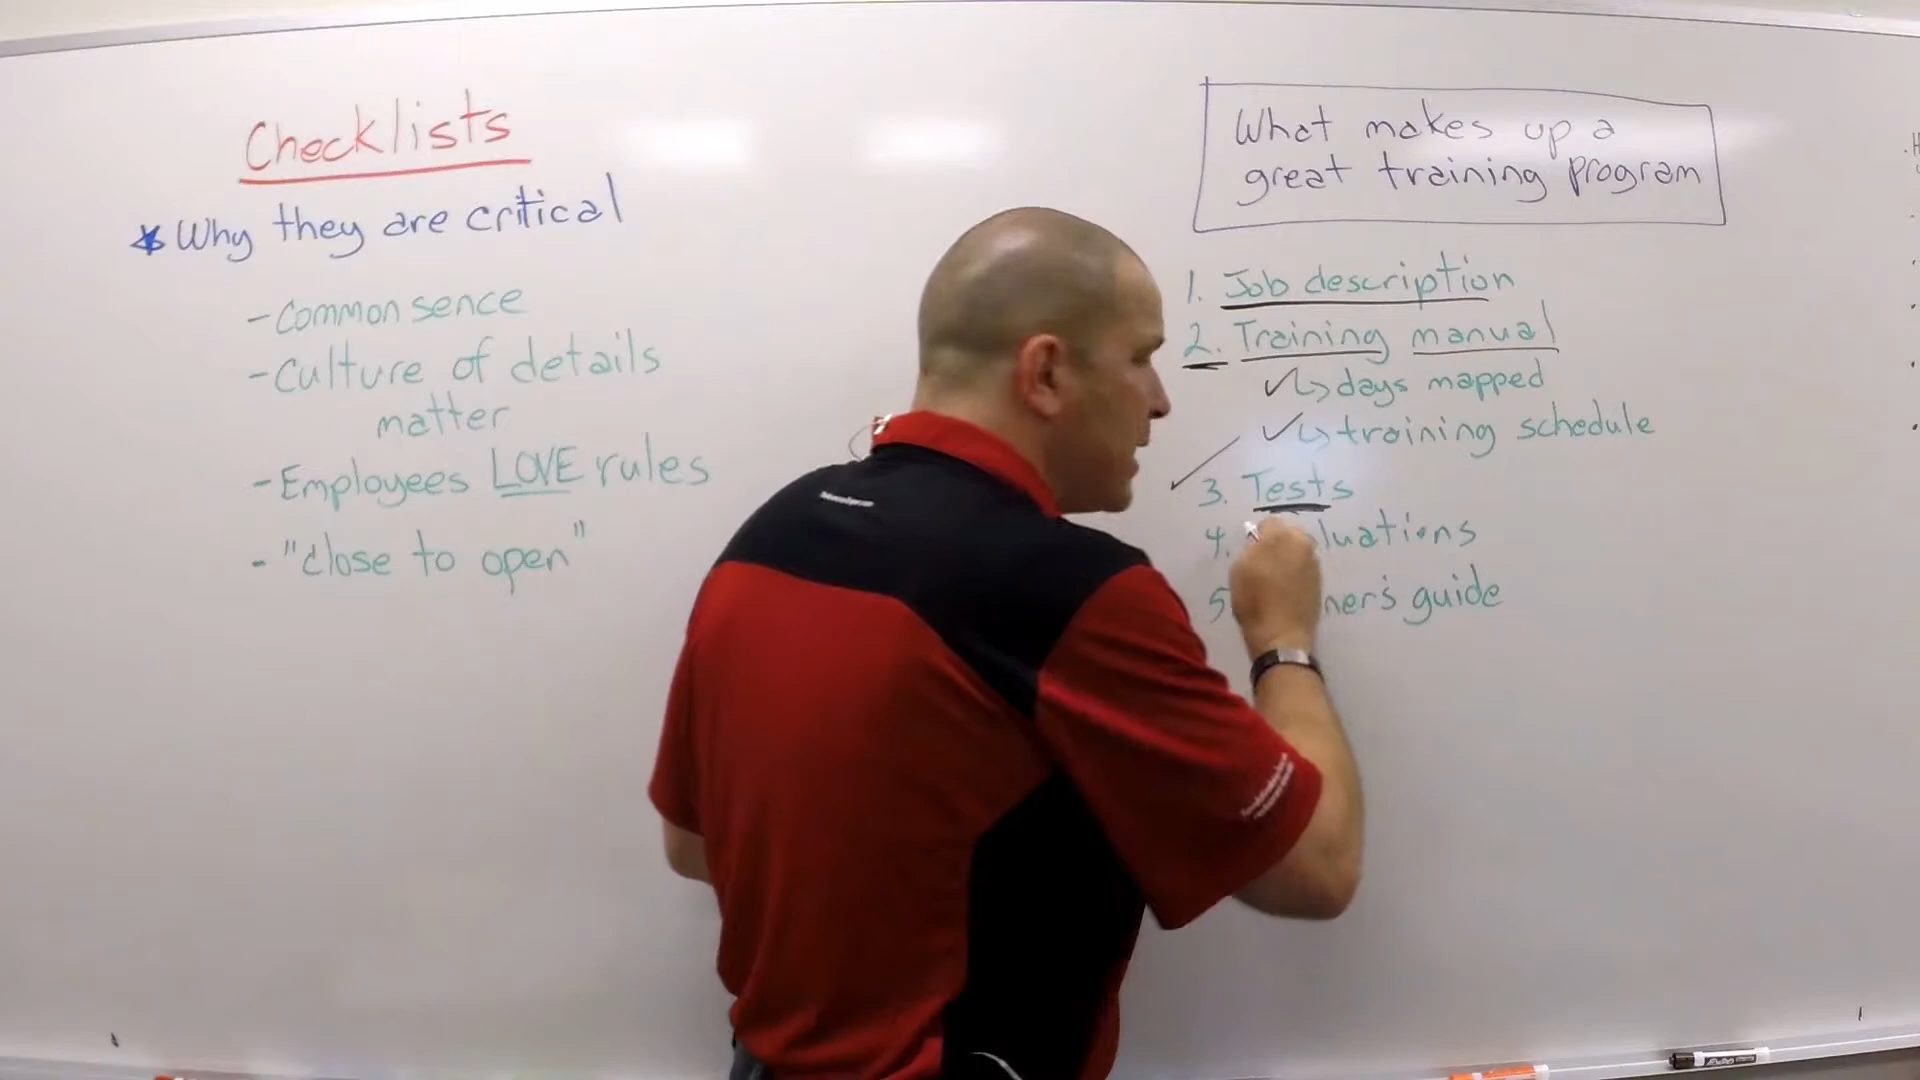 Checklists
Why they are critical
- Common sence
- Culture of details
matter
- Employees LOVE rules
- "close to open"
What makes up a
great training program
1. Job description
2. Training manual
days mapped
training schedule
3. Tests
4.
5
guide